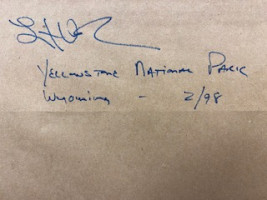 Yellowstone National Park
Wyoming - 2/98